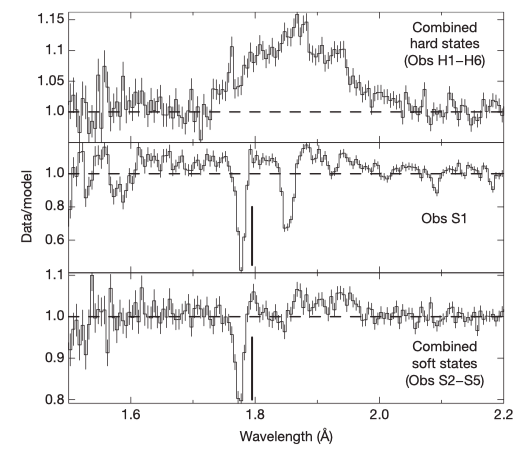 1.15
1.10
1.05
1.0
Combined
hard states
(Obs H1–H6)
1.0
0.8
0.6
Obs S1
Data/model
1.1
1.0
0.9
0.8
Combined
soft states
(Obs S2–S5)
1.6
1.8
2.0
2.2
Wavelength (Å)